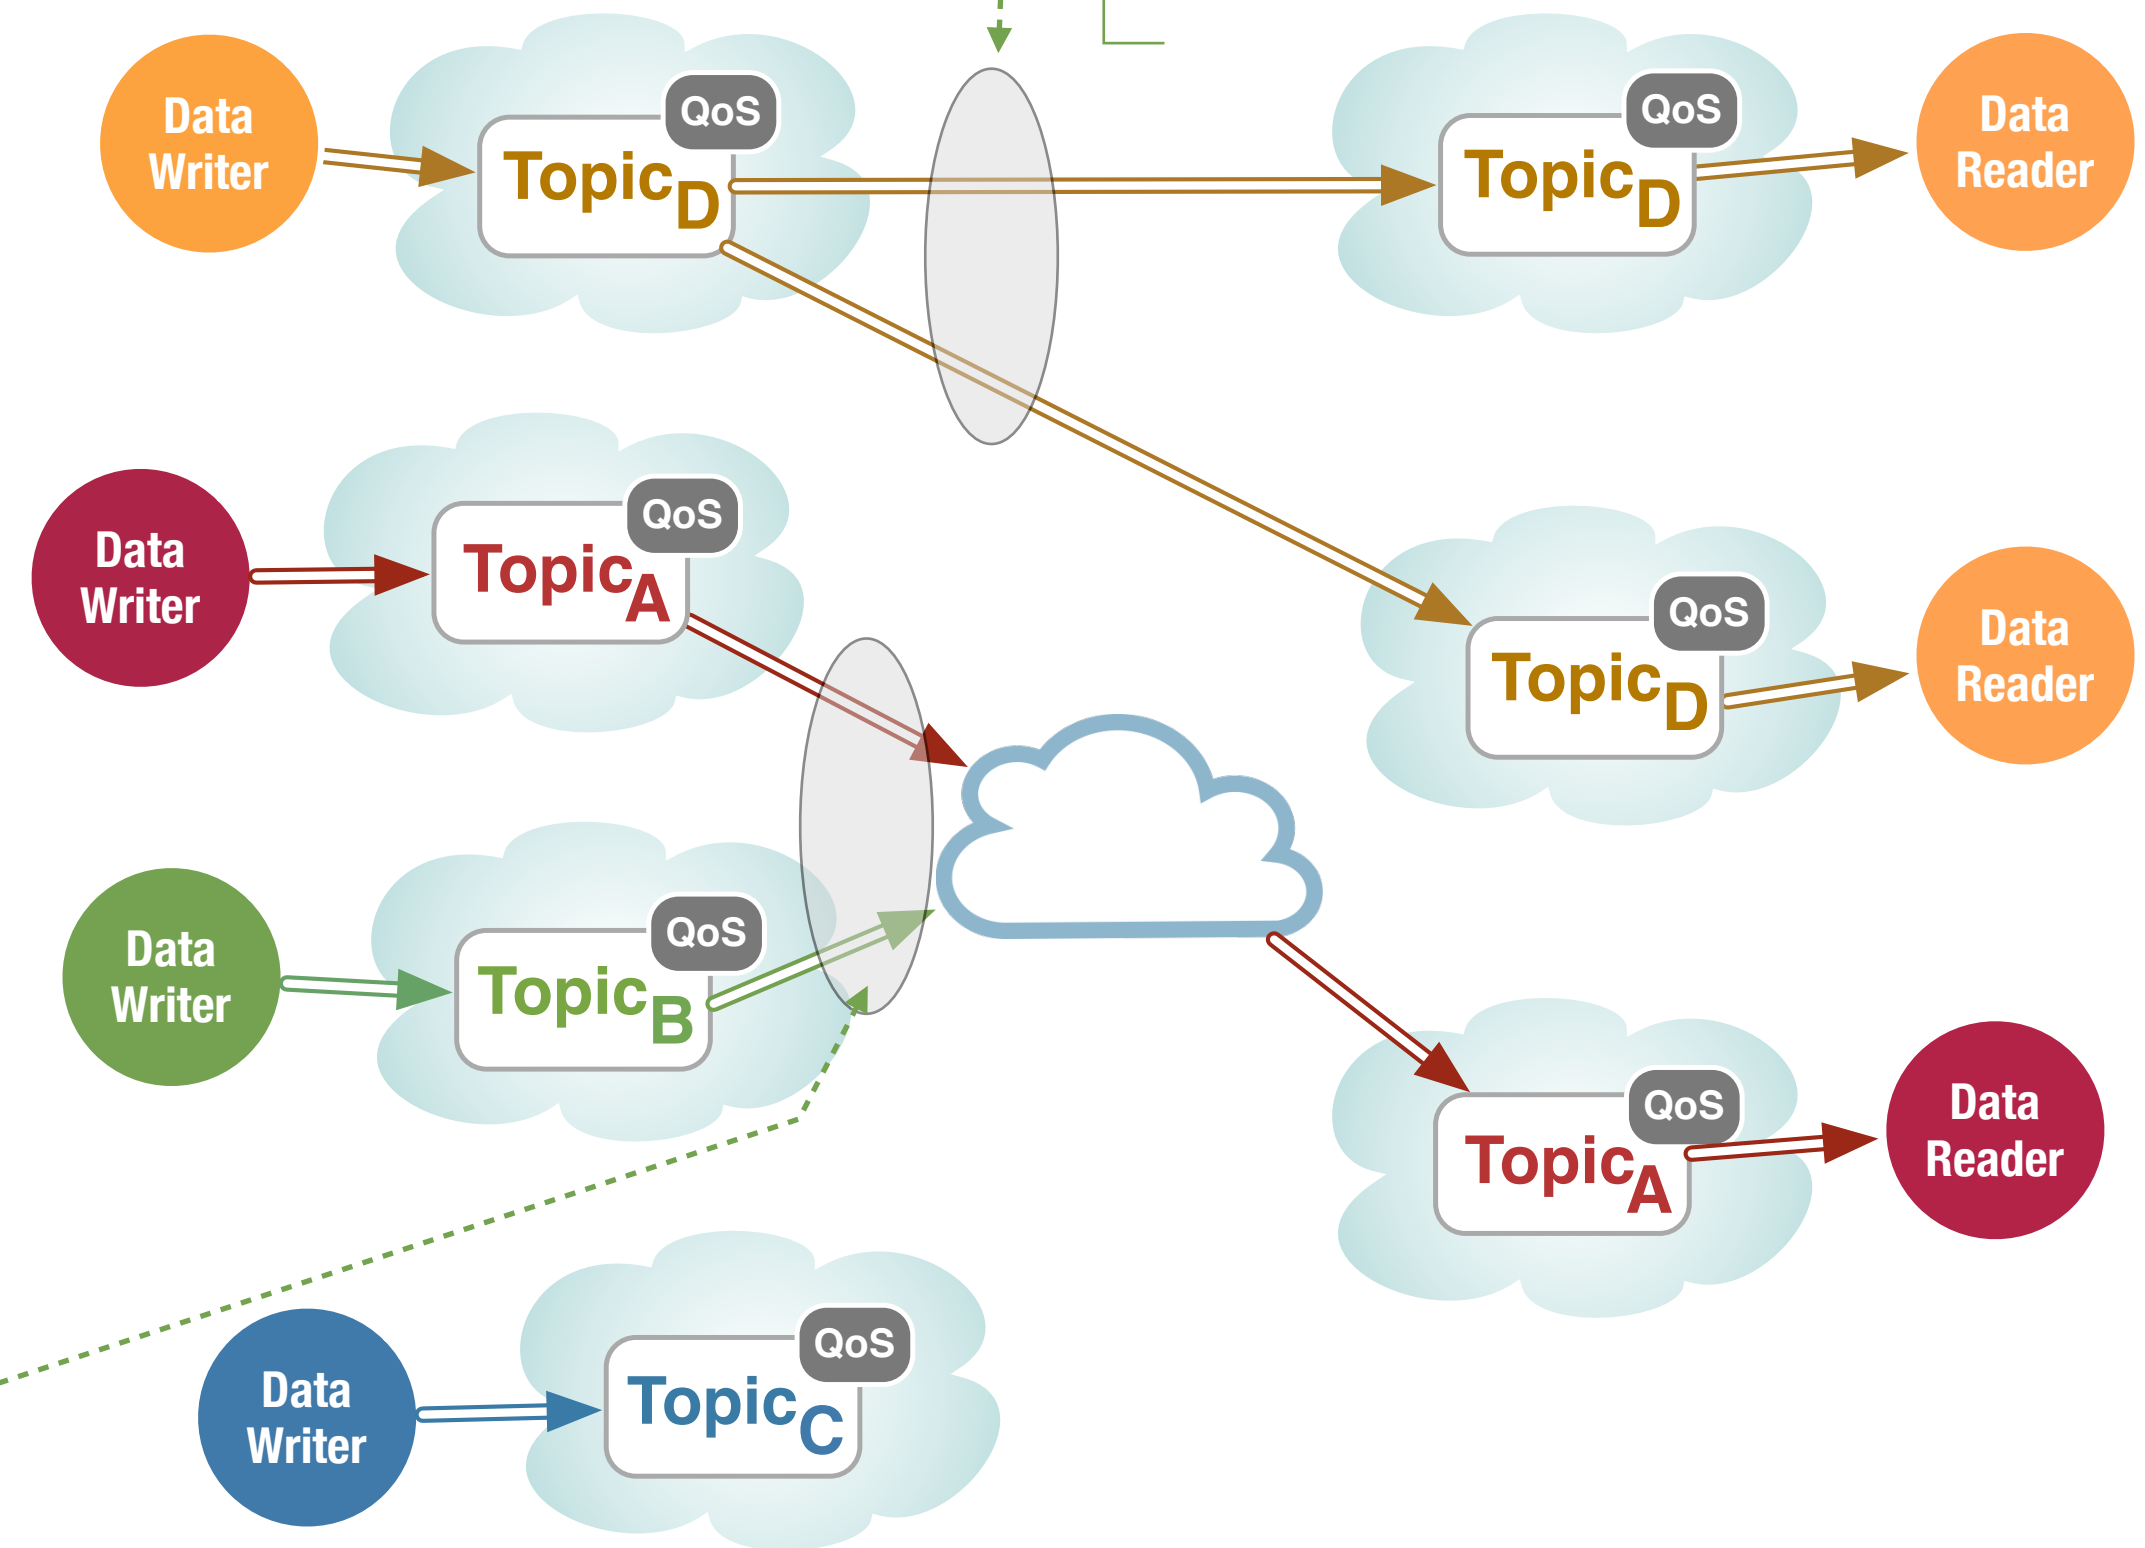 Data
Writer
QoS
TopicD
QoS
TopicD
Data
Reader
Data
Writer
QoS
TopicA
QoS
TopicD
Data
Reader
Data
Writer
QoS
TopicB
QoS
TopicA
Data
Reader
Data
Writer
QoS
TopicC